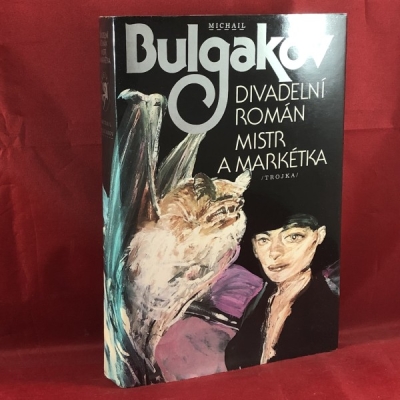 MICHAIL
Bulgakov
DIVADELNÍ
ROMÁN
MISTR
A MARKÉTKA
/TROJKA/